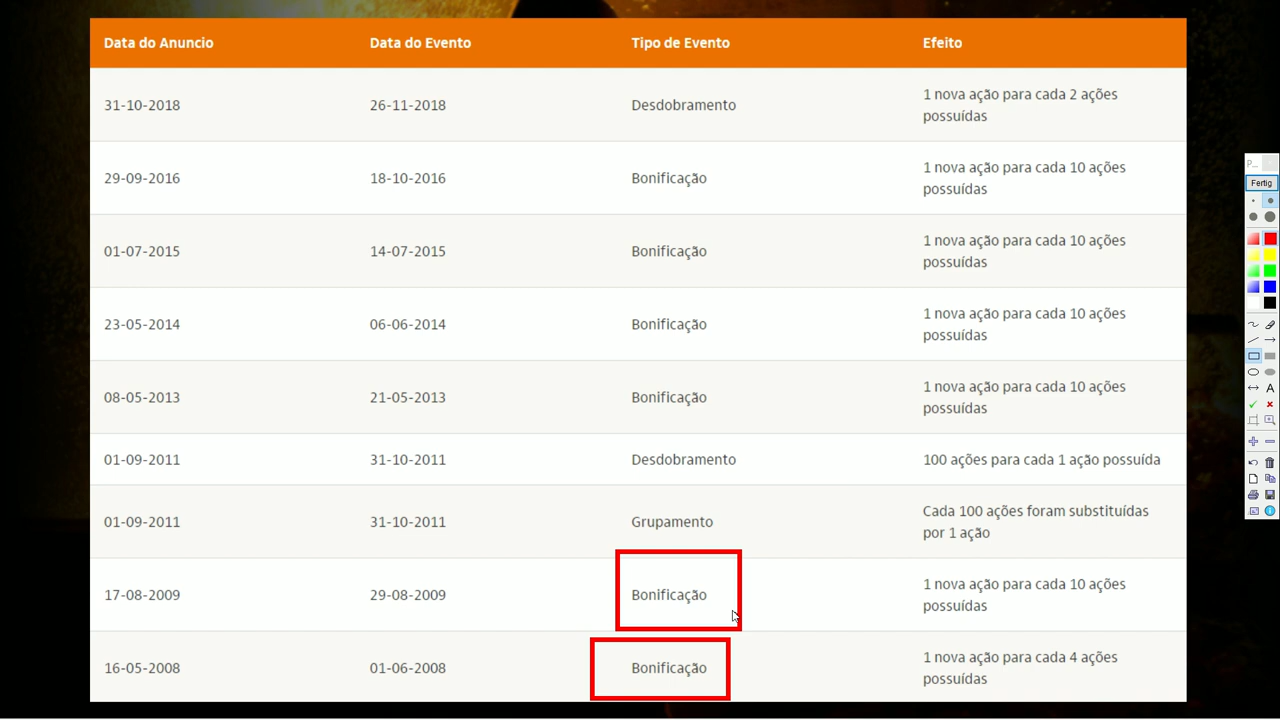 Data do Anuncio Data do Evento Tipo de Evento Efeito
31-10-2018 26-11-2018 Desdobramento 1 nova ação para cada 2 ações
possuídas
29-09-2016 18-10-2016 Bonificação 1 nova ação para cada 10 ações
possuídas
01-07-2015 14-07-2015 Bonificação 1 nova ação para cada 10 ações
possuídas
23-05-2014 06-06-2014 Bonificação 1 nova ação para cada 10 ações
possuídas
08-05-2013 21-05-2013 Bonificação 1 nova ação para cada 10 ações
possuídas
01-09-2011 31-10-2011 Desdobramento 100 ações para cada 1 ação possuída
01-09-2011 31-10-2011 Grupamento Cada 100 ações foram substituídas
por 1 ação
17-08-2009 29-08-2009 Bonificação 1 nova ação para cada 10 ações
possuídas
16-05-2008 01-06-2008 Bonificação 1 nova ação para cada 4 ações
possuídas
P...
Fertig
A